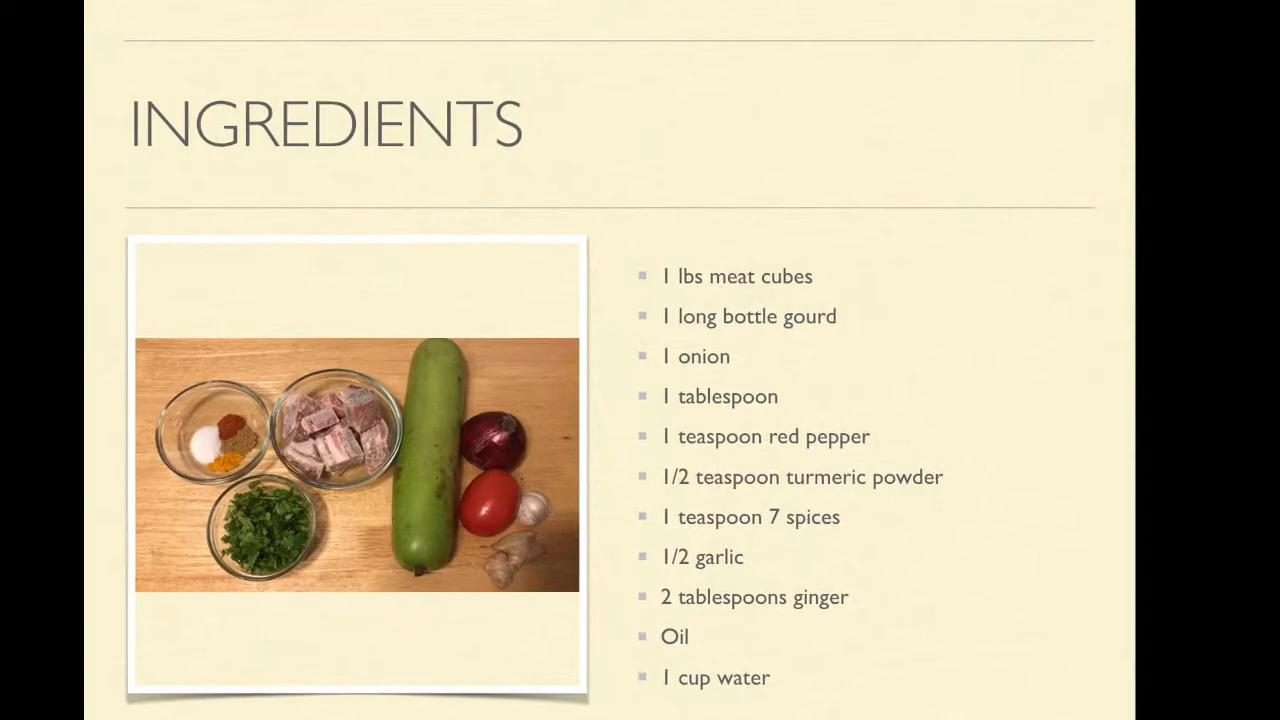 INGREDIENTS
1 lbs meat cubes
1 long bottle gourd
1 onion
1 tablespoon
1 teaspoon red pepper
1/2 teaspoon turmeric powder
1 teaspoon 7 spices
1/2 garlic
2 tablespoons ginger
Oil
1 cup water